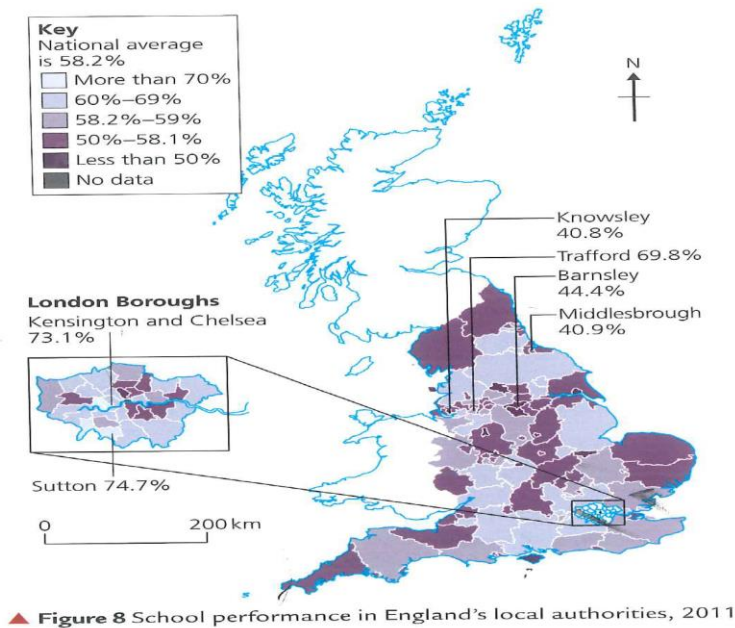 Key
National average
is 58.2%
More than 70%
60%–69%
58.2%–59%
50%–58.1%
Less than 50%
No data
N
Knowsley
40.8%
Trafford 69.8%
Barnsley
44.4%
Middlesbrough
40.9%
London Boroughs
Kensington and Chelsea
73.1%
Sutton 74.7%
0 200 km
Figure 8 School performance in England's local authorities, 2011